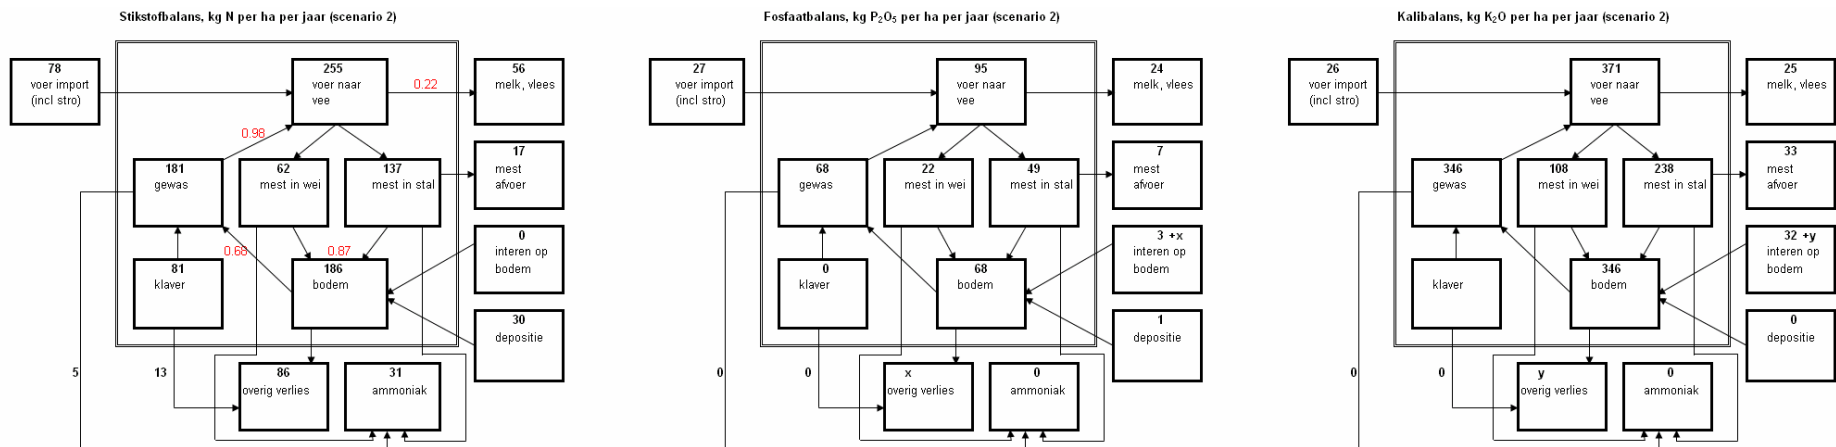 Stikstofbalans, kg N per ha per jaar (scenario 2)
78
voer import
(incl stro)
255
voer naar
vee
0.22
56
melk, vlees
0.98
181
gewas
62
mest in wei
137
mest in stal
17
mest
afvoer
0.68
0.87
0
interen op
bodem
81
klaver
186
bodem
30
depositie
5
13
86
overig verlies
31
ammoniak
Fosfaatbalans, kg P₂O₅ per ha per jaar (scenario 2)
27
voer import
(incl stro)
95
voer naar
vee
24
melk, vlees
68
gewas
22
mest in wei
49
mest in stal
7
mest
afvoer
3 +x
interen op
bodem
0
klaver
68
bodem
1
depositie
0
0
x
overig verlies
0
ammoniak
Kalibalans, kg K₂O per ha per jaar (scenario 2)
26
voer import
(incl stro)
371
voer naar
vee
25
melk, vlees
346
gewas
108
mest in wei
238
mest in stal
33
mest
afvoer
32 +y
interen op
bodem
klaver
346
bodem
0
depositie
0
0
y
overig verlies
0
ammoniak